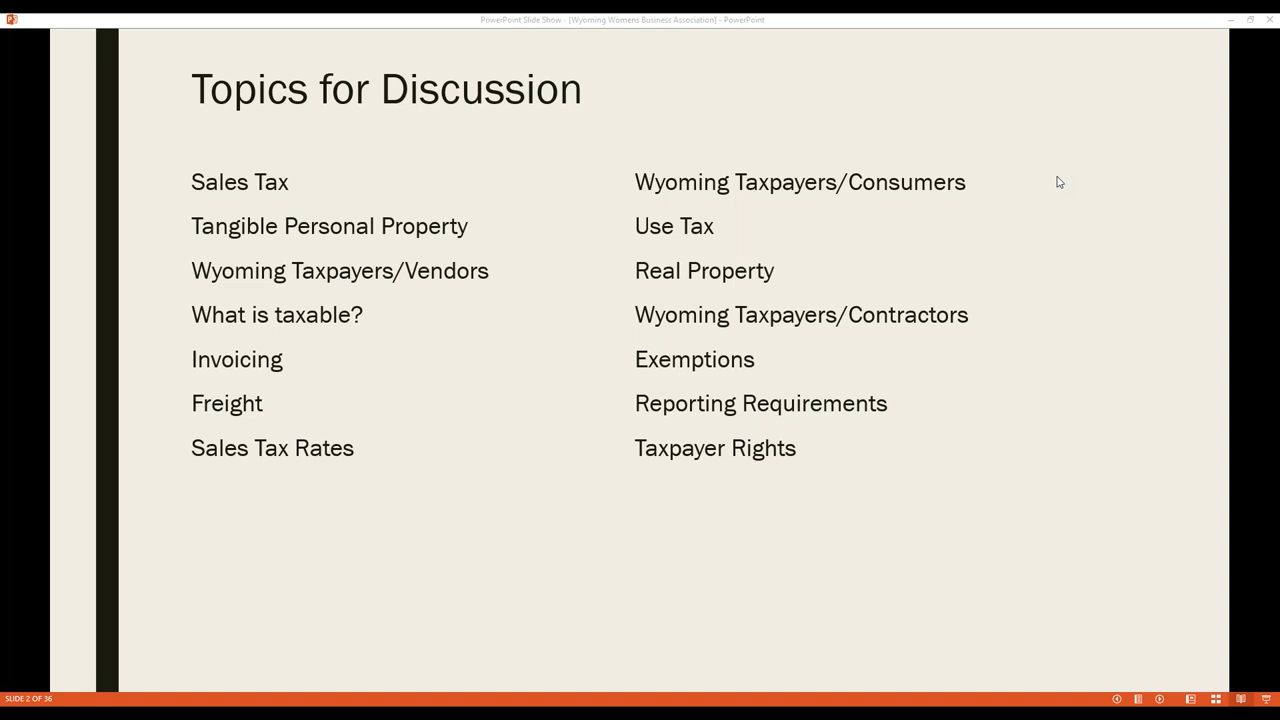 PowerPoint Slide Show - [Wyoming Womens Business Association] - PowerPoint
Topics for Discussion
Sales Tax
Tangible Personal Property
Wyoming Taxpayers/Vendors
What is taxable?
Invoicing
Freight
Sales Tax Rates
Wyoming Taxpayers/Consumers
Use Tax
Real Property
Wyoming Taxpayers/Contractors
Exemptions
Reporting Requirements
Taxpayer Rights
SLIDE 2 OF 36